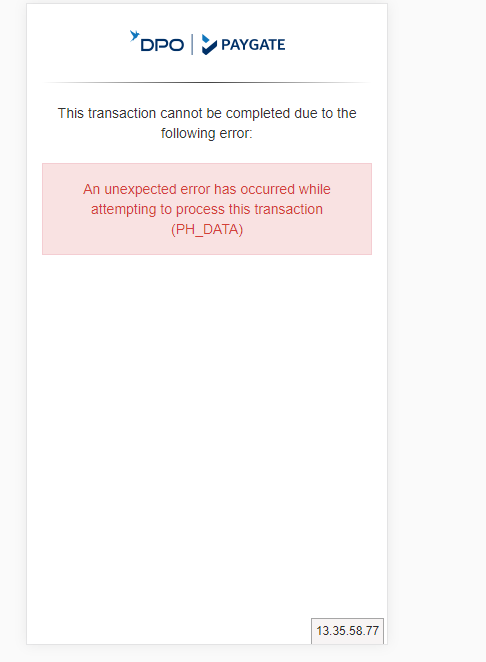 DPO | PAYGATE
This transaction cannot be completed due to the
following error:
An unexpected error has occurred while
attempting to process this transaction
(PH_DATA)
13.35.58.77